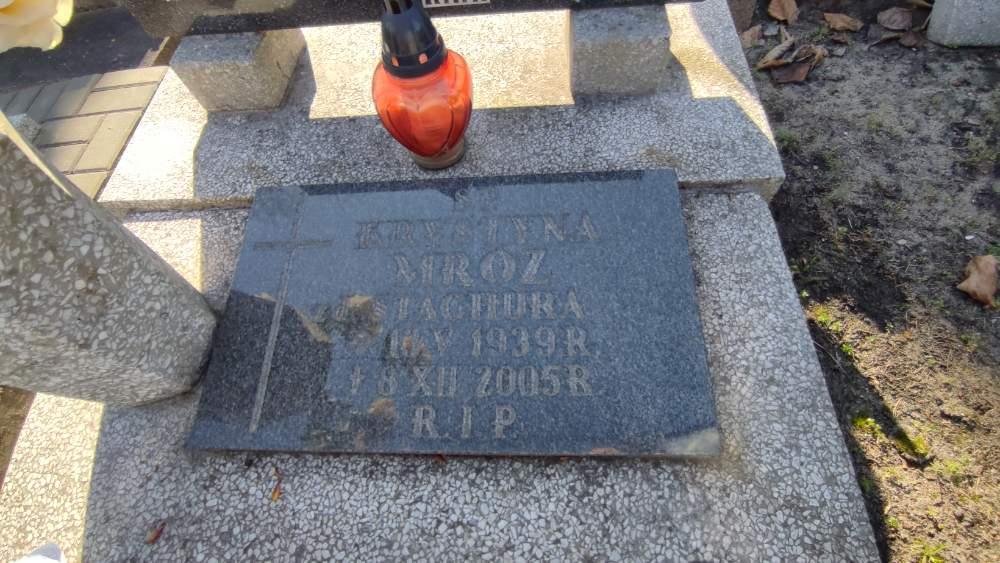 KRYSTYNA
MRÓZ
STACHURA
V 1939 R.
† 8 XII 2005 R.
R.I.P.